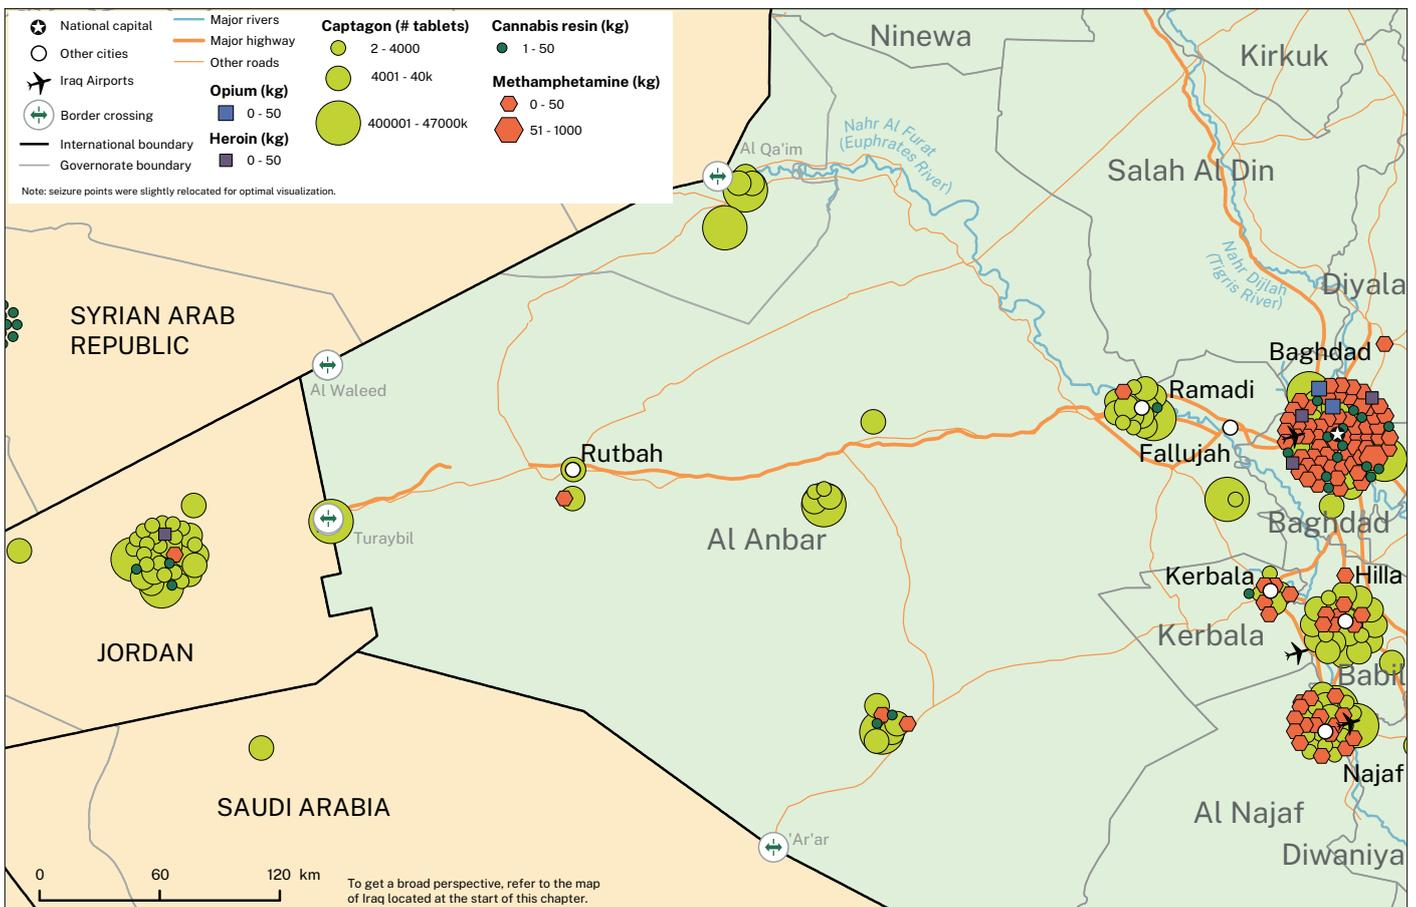 National capital
Other cities
Iraq Airports
Border crossing
International boundary
Governorate boundary
Major rivers
Major highway
Other roads
Opium (kg)
0 - 50
Heroin (kg)
0 - 50
Captagon (# tablets)
2 - 4000
4001 - 40k
400001 - 47000k
Cannabis resin (kg)
1 - 50
Methamphetamine (kg)
0 - 50
51 - 1000
Note: seizure points were slightly relocated for optimal visualization.
Ninewa
Kirkuk
Nahr Al Furat
(Euphrates River)
Al Qa'im
Salah Al Din
Nahr Dijlah
(Tigris River)
Diyala
SYRIAN ARAB
REPUBLIC
Al Waleed
Baghdad
Ramadi
Rutbah
Fallujah
Turaybil
Al Anbar
Baghdad
Kerbala
Hilla
Kerbala
JORDAN
Babil
Najaf
SAUDI ARABIA
Al Najaf
'Ar'ar
Diwaniya
0 60 120 km
To get a broad perspective, refer to the map
of Iraq located at the start of this chapter.